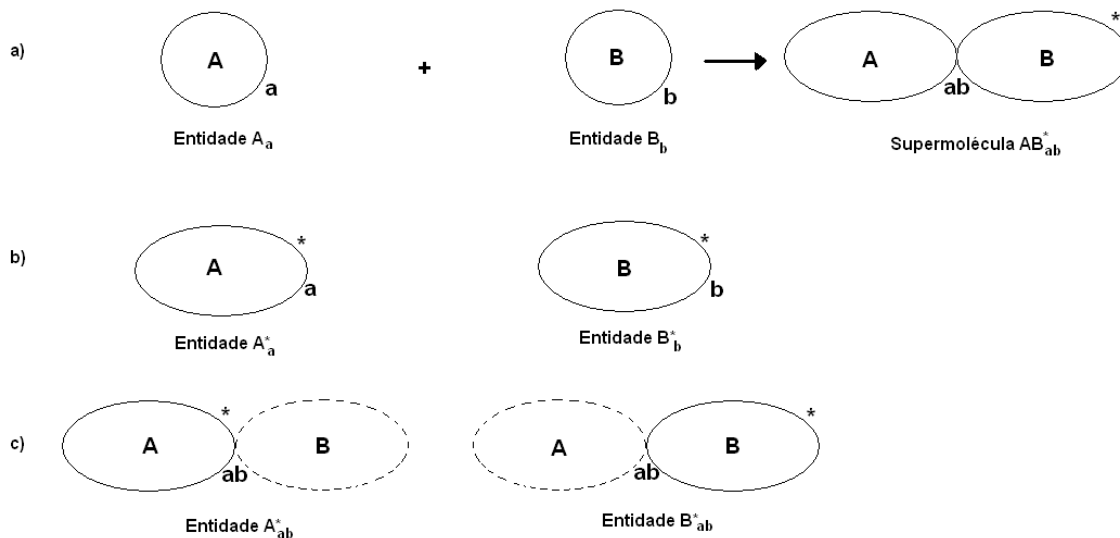 a)
A
a
Entidade Aa
+
B
b
Entidade Bb
A
B
*
ab
Supermolécula AB*ab
b)
A
*
a
Entidade A*a
B
*
b
Entidade B*b
c)
A
*
B
ab
Entidade A*ab
A
B
*
ab
Entidade B*ab